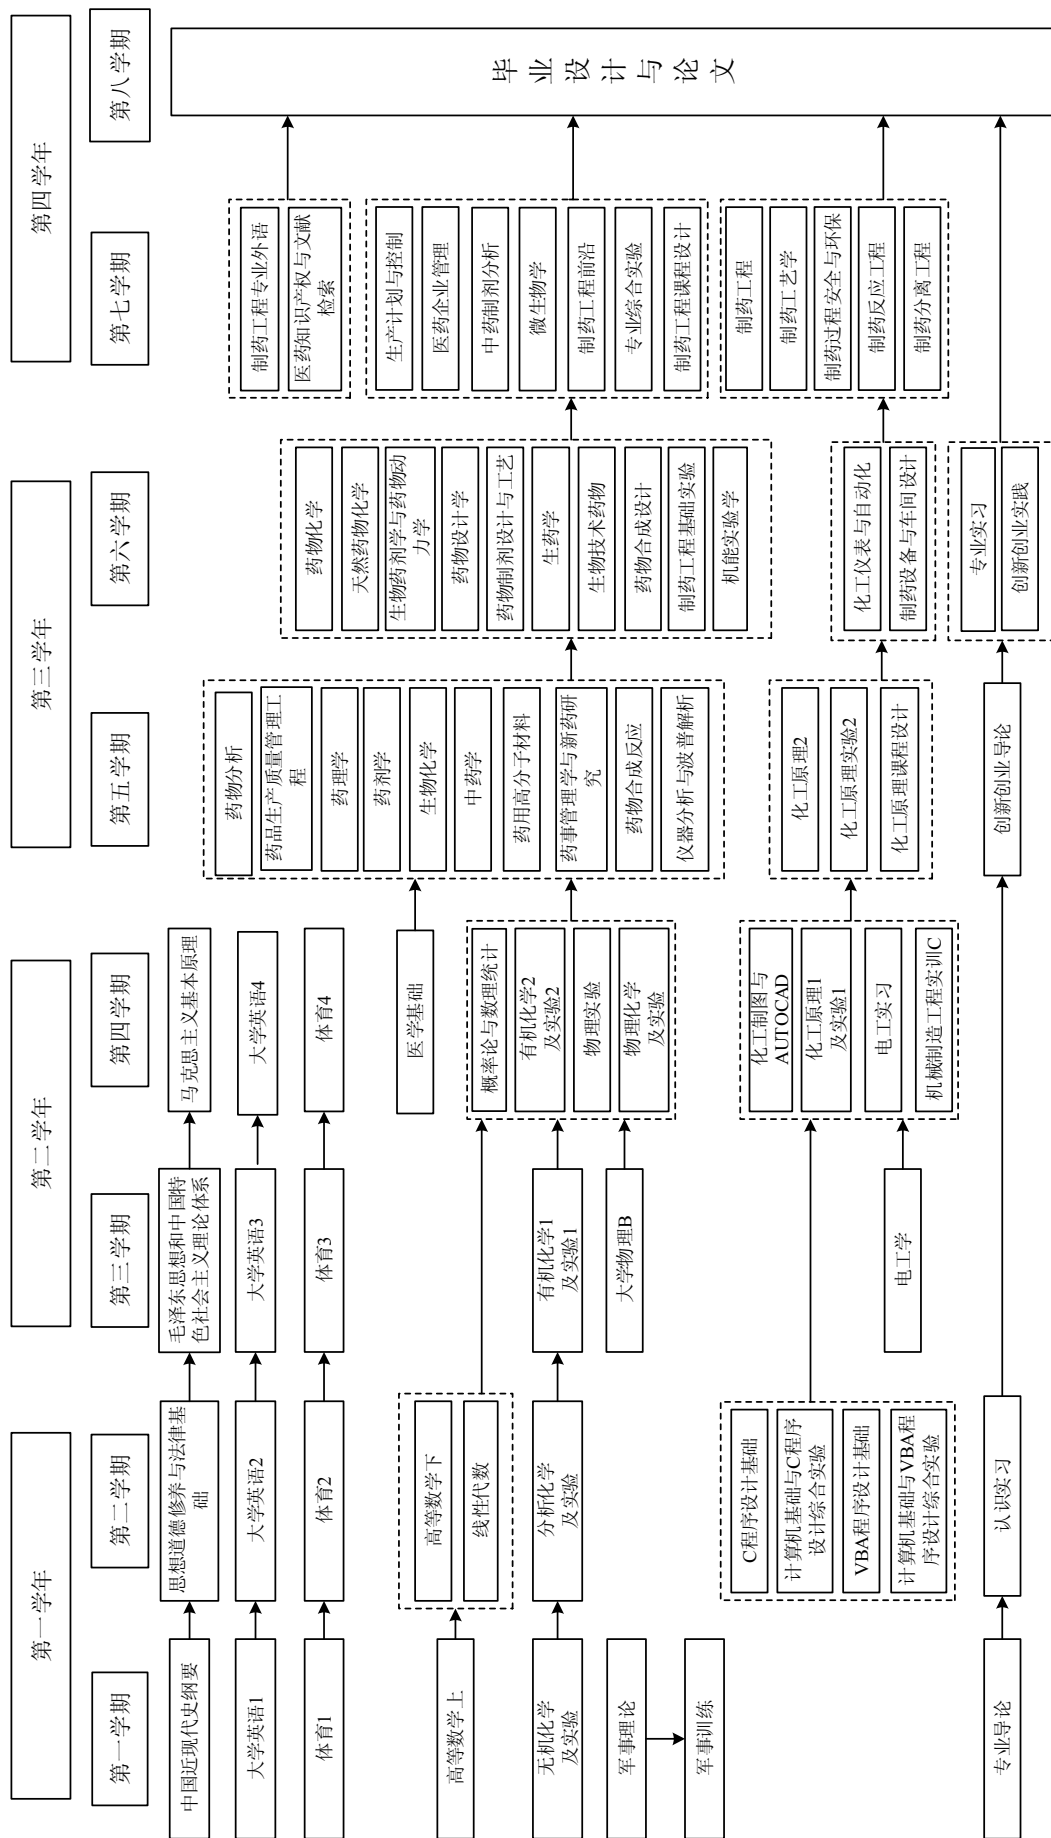 第一学年
第二学年
第三学年
第四学年
第一学期
第二学期
第三学期
第四学期
第五学期
第六学期
第七学期
第八学期
中国近现代史纲要
思想道德修养与法律基
础
毛泽东思想和中国特
色社会主义理论体系
马克思主义基本原理
大学英语1
大学英语2
大学英语3
大学英语4
体育1
体育2
体育3
体育4
高等数学上
高等数学下
线性代数
无机化学
及实验
分析化学
及实验
有机化学1
及实验1
大学物理B
医学基础
概率论与数理统计
有机化学2
及实验2
物理实验
物理化学
及实验
军事理论
军事训练
C程序设计基础
计算机基础与C程序
设计综合实验
VBA程序设计基础
计算机基础与VBA程
序设计综合实验
电工学
化工制图与
AUTOCAD
化工原理1
及实验1
电工实习
机械制造工程实训C
专业导论
认识实习
创新创业导论
药物分析
药品生产质量管理工
程
药理学
药剂学
生物化学
中药学
药用高分子材料
药事管理学与新药研
究
药物合成反应
仪器分析与波普解析
化工原理2
化工原理实验2
化工原理课程设计
药物化学
天然药物化学
生物药剂学与药物动
力学
药物设计学
药物制剂设计与工艺
生药学
生物技术药物
药物合成设计
制药工程基础实验
机能实验学
化工仪表与自动化
制药设备与车间设计
专业实习
创新创业实践
制药工程专业外语
医药知识产权与文献
检索
生产计划与控制
医药企业管理
中药制剂分析
微生物学
制药工程前沿
专业综合实验
制药工程课程设计
制药工程
制药工艺学
制药过程安全与环保
制药反应工程
制药分离工程
毕业设计与论文